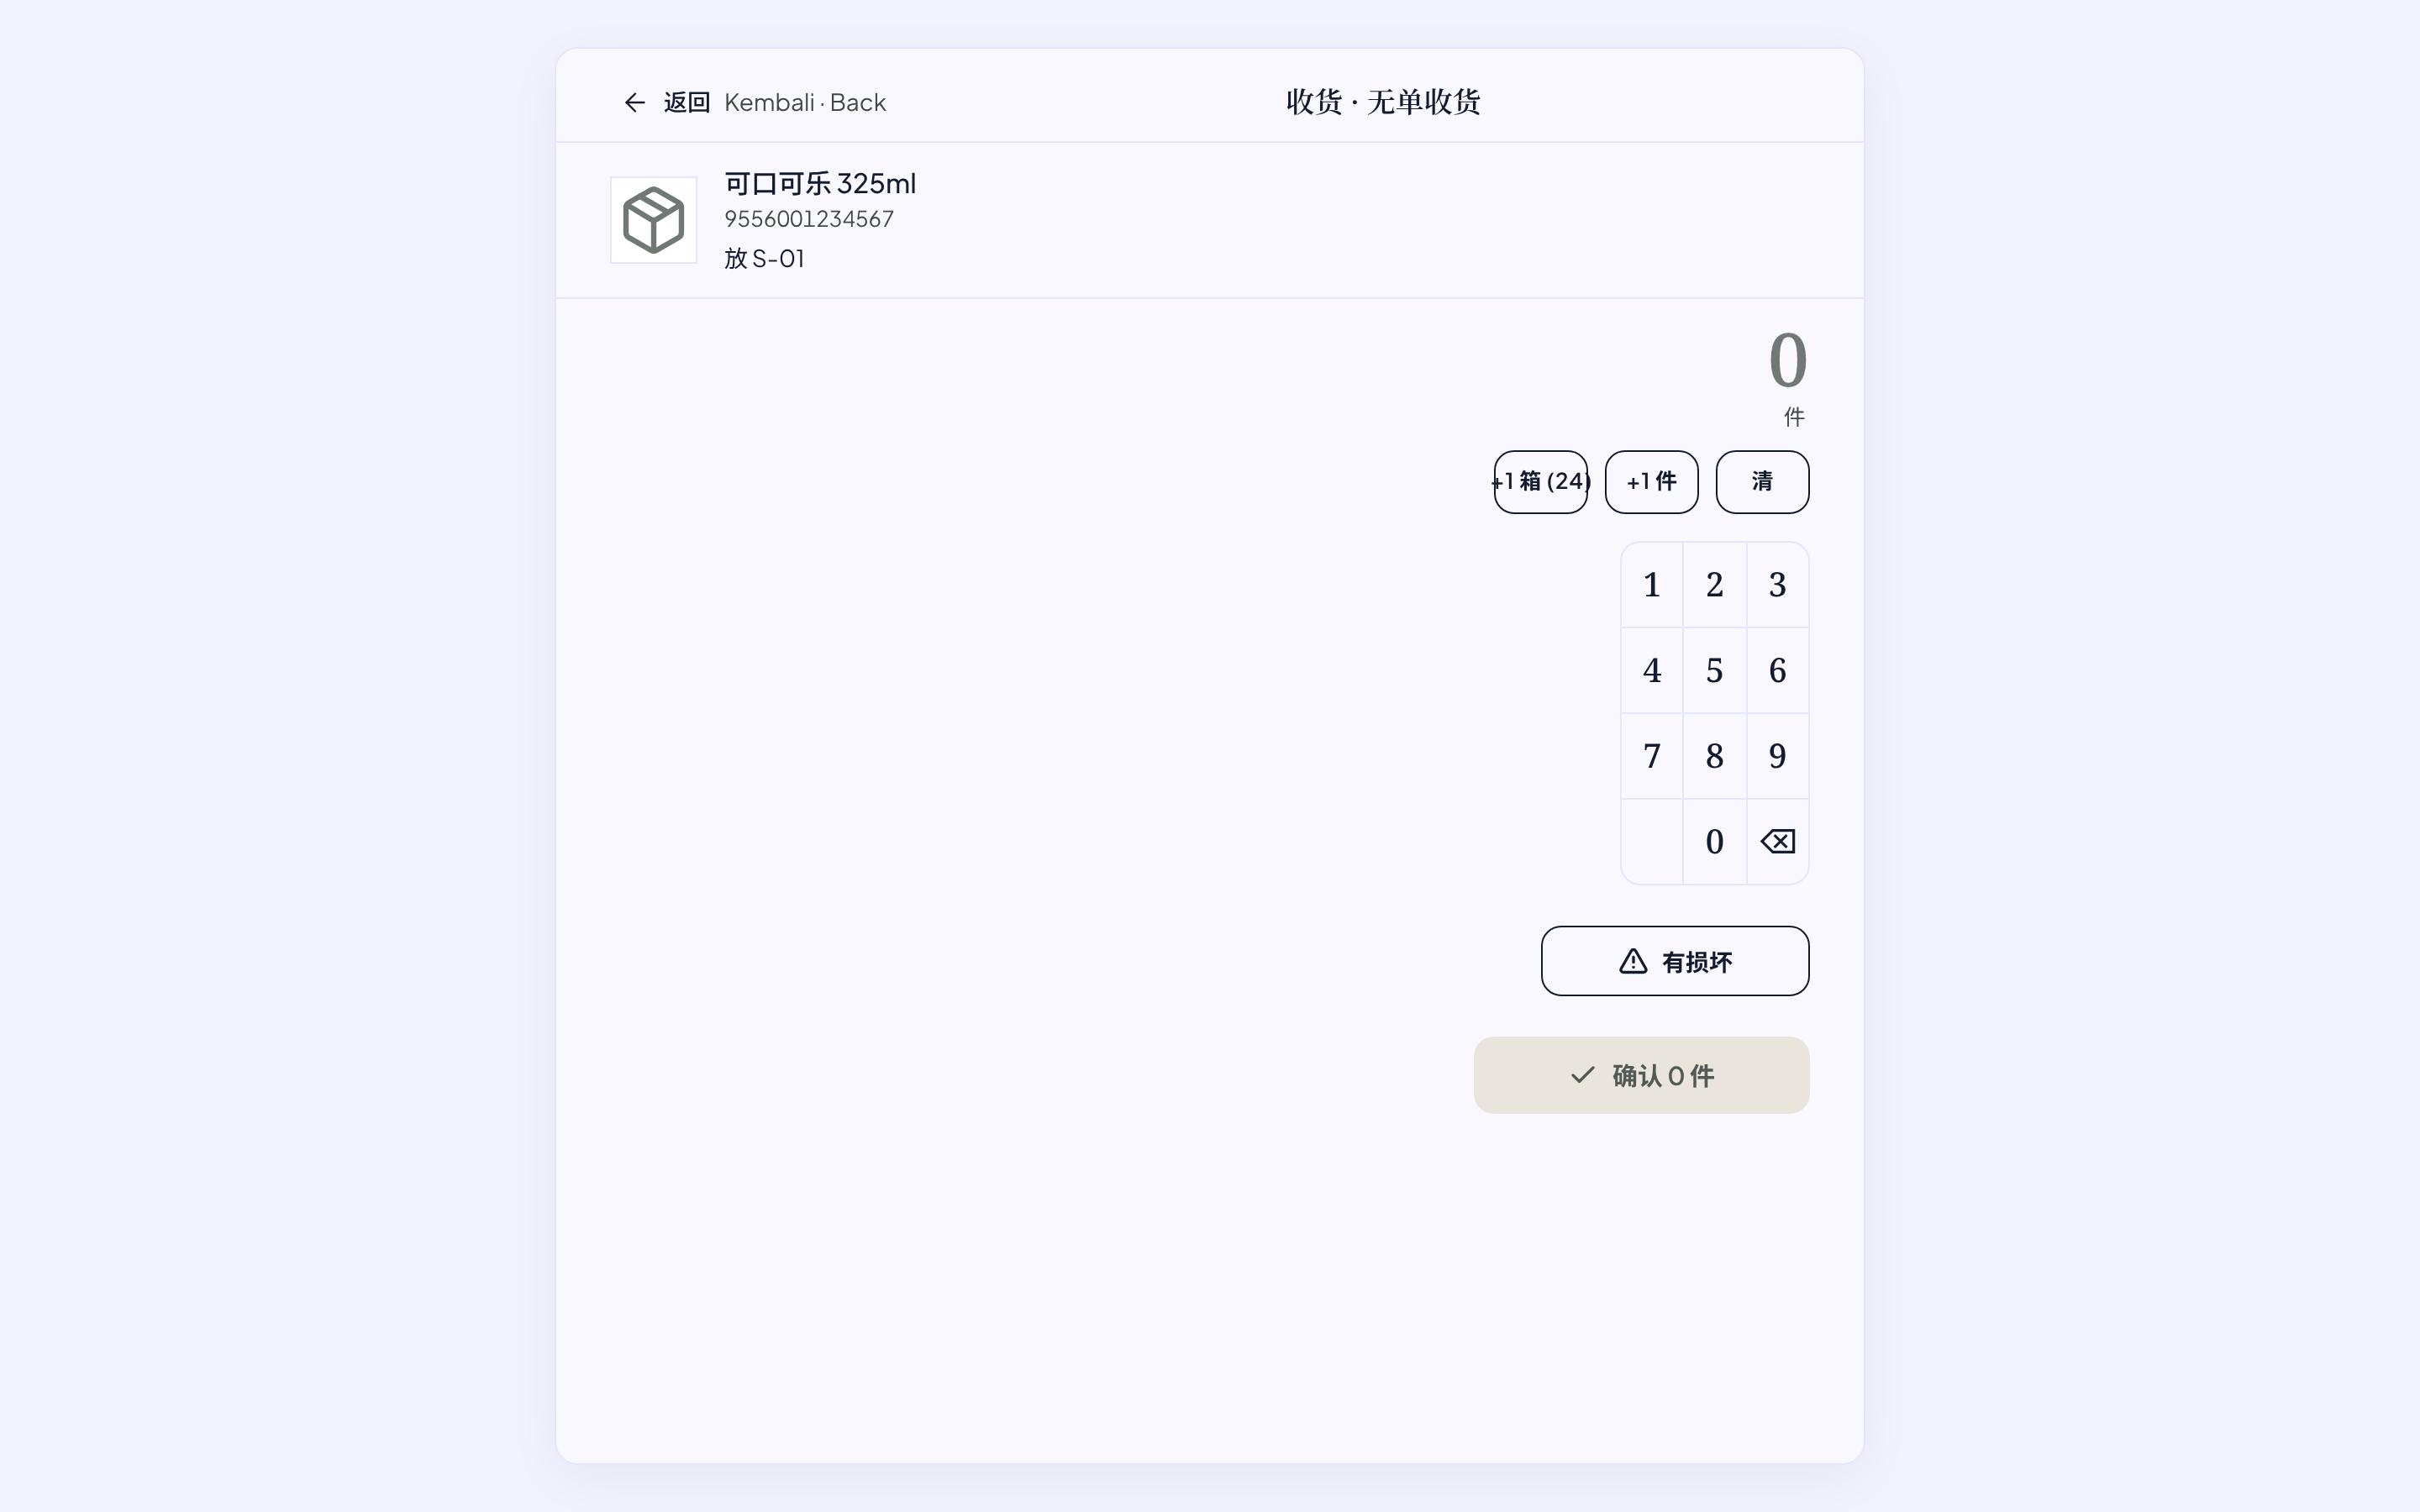 返回 Kembali · Back
收货 · 无单收货
可口可乐 325ml
9556001234567
放 S-01
0
件
+1 箱 (24) +1 件 清
1 2 3
4 5 6
7 8 9
0
有损坏
确认 0 件